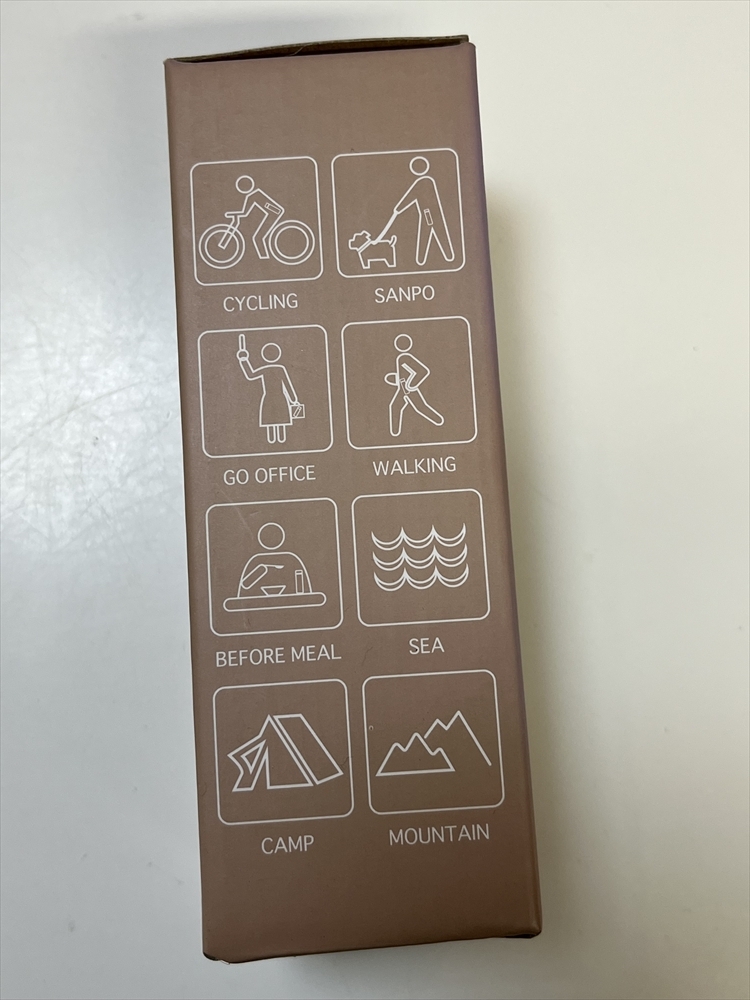 CYCLING
SANPO
GO OFFICE
WALKING
BEFORE MEAL
SEA
CAMP
MOUNTAIN